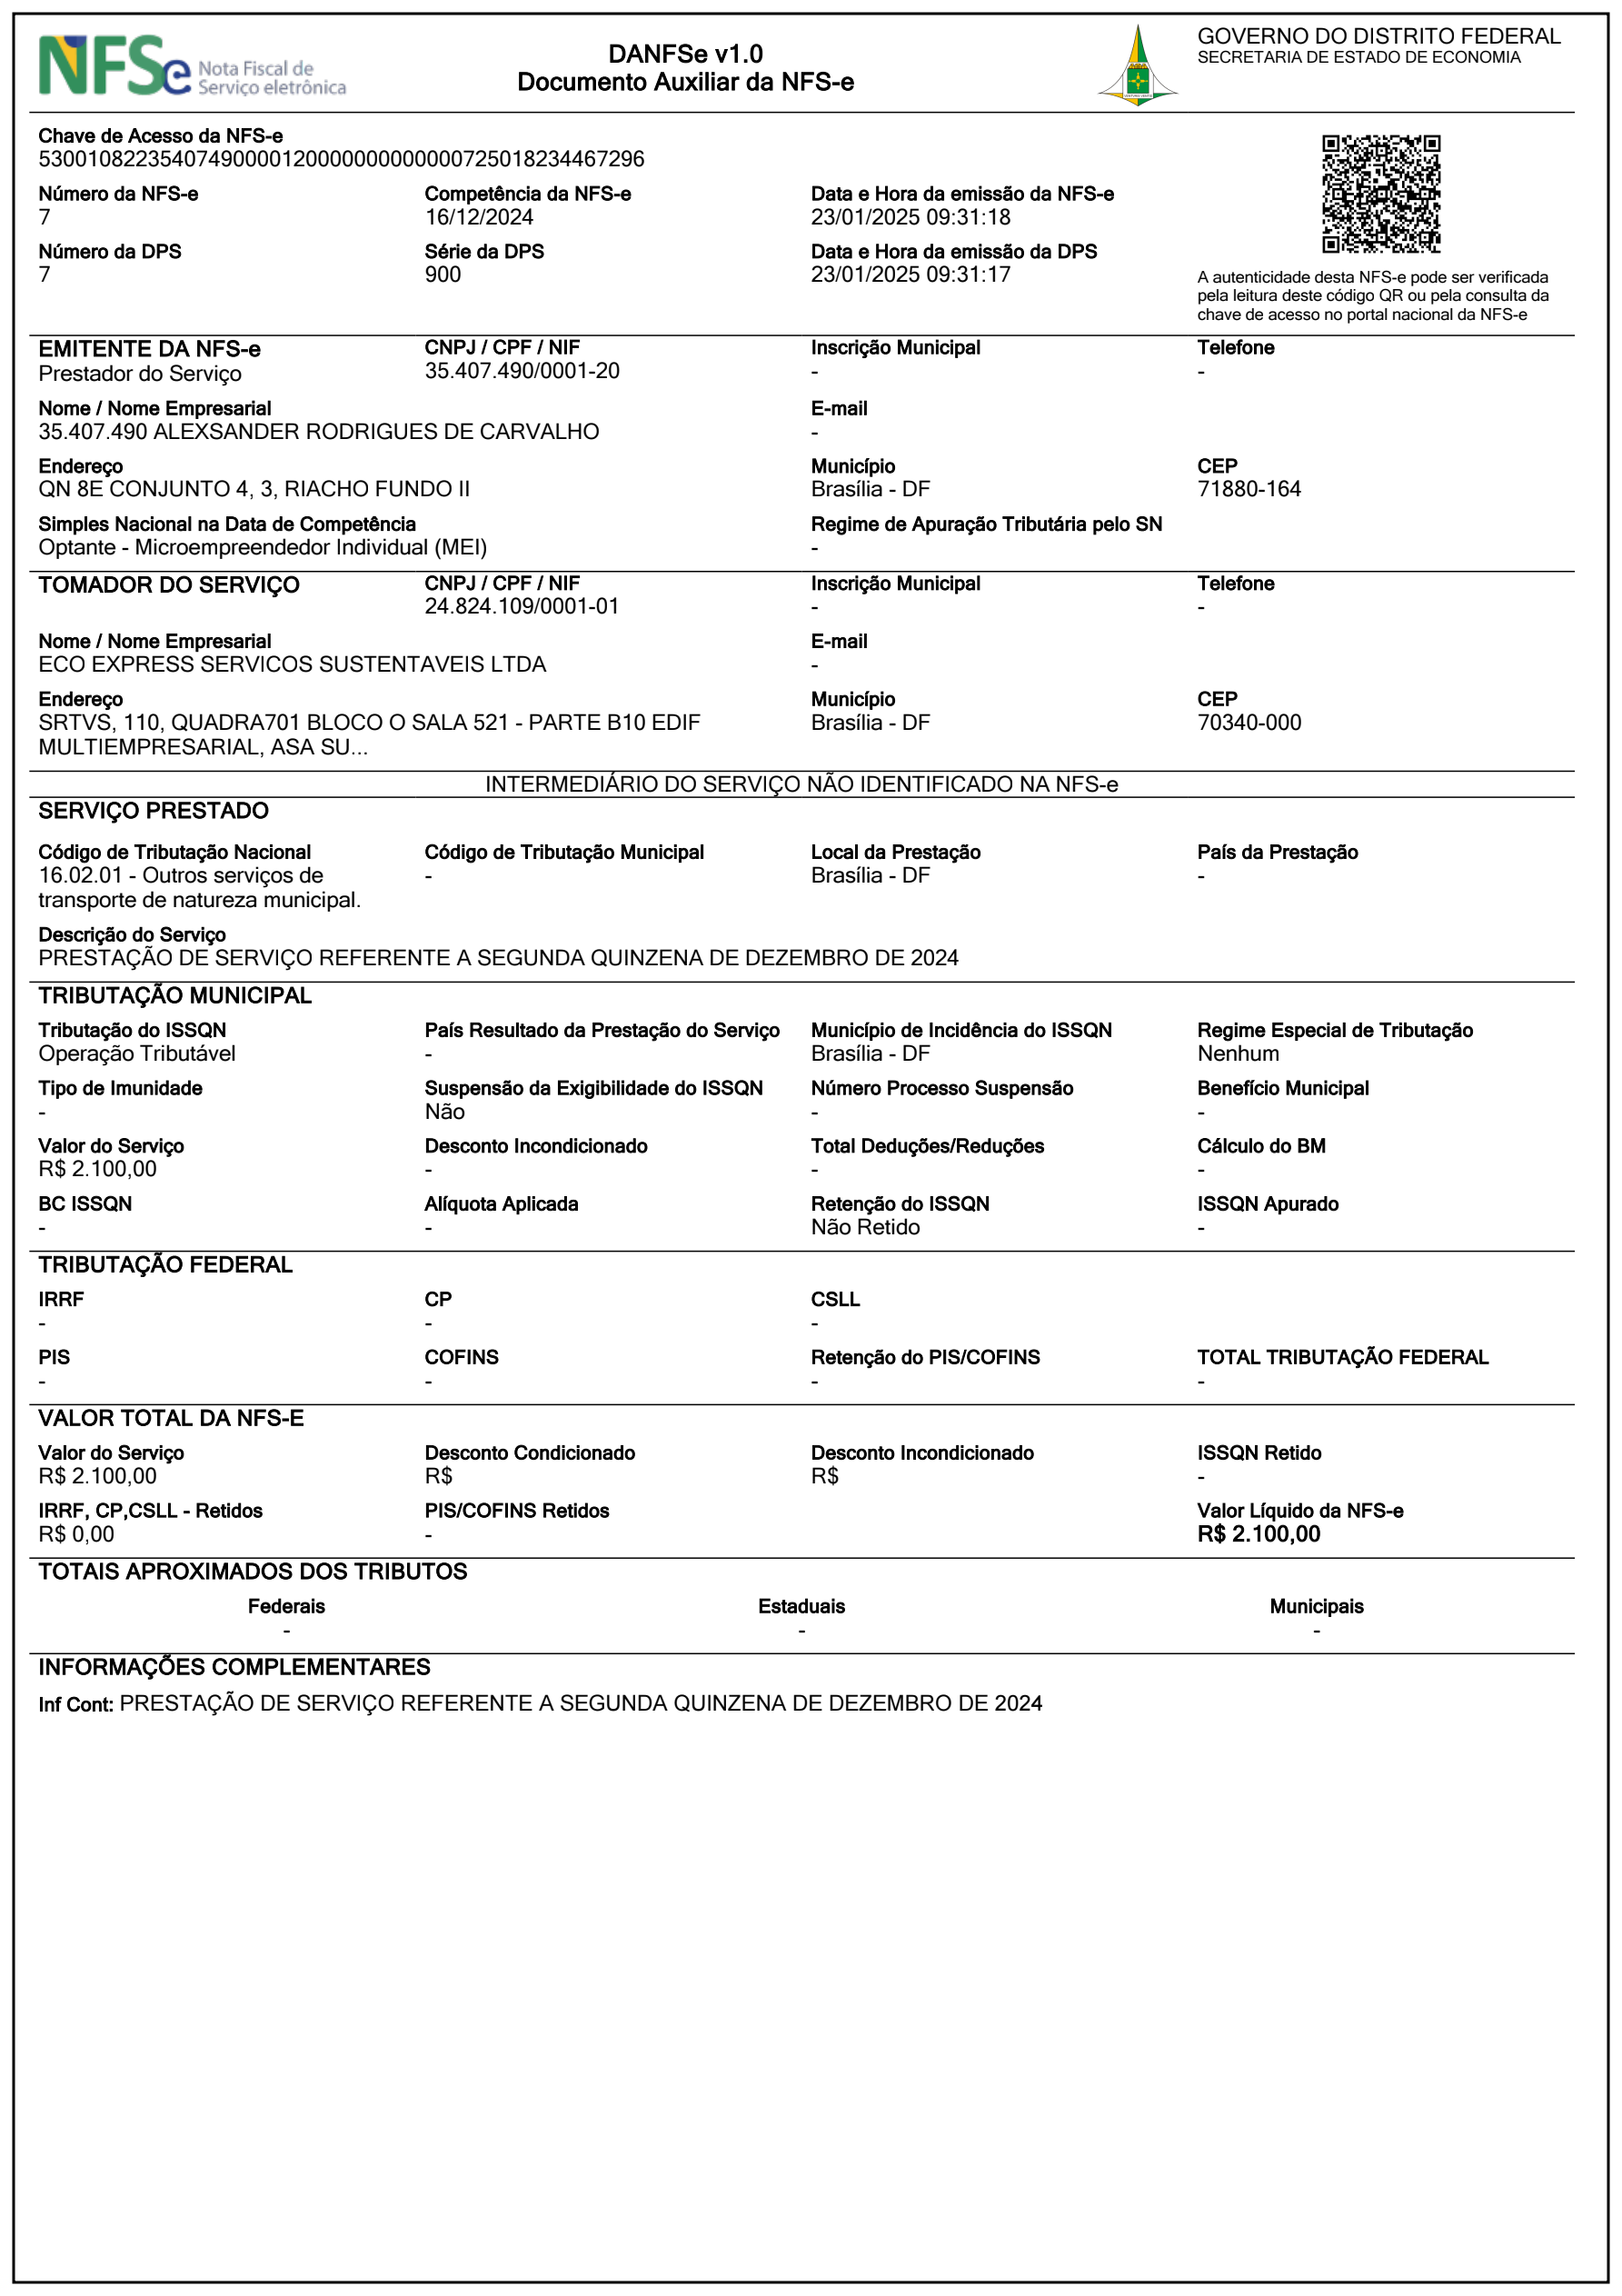 NFSe Nota Fiscal de
Serviço eletrônica
DANFSe v1.0
Documento Auxiliar da NFS-e
GOVERNO DO DISTRITO FEDERAL
SECRETARIA DE ESTADO DE ECONOMIA
Chave de Acesso da NFS-e
53001082235407490000120000000000000725018234467296
Número da NFS-e Competência da NFS-e Data e Hora da emissão da NFS-e
7 16/12/2024 23/01/2025 09:31:18
Número da DPS Série da DPS Data e Hora da emissão da DPS
7 900 23/01/2025 09:31:17
A autenticidade desta NFS-e pode ser verificada
pela leitura deste código QR ou pela consulta da
chave de acesso no portal nacional da NFS-e
EMITENTE DA NFS-e CNPJ / CPF / NIF Inscrição Municipal Telefone
Prestador do Serviço 35.407.490/0001-20 - -
Nome / Nome Empresarial E-mail
35.407.490 ALEXSANDER RODRIGUES DE CARVALHO -
Endereço Município CEP
QN 8E CONJUNTO 4, 3, RIACHO FUNDO II Brasília - DF 71880-164
Simples Nacional na Data de Competência Regime de Apuração Tributária pelo SN
Optante - Microempreendedor Individual (MEI) -
TOMADOR DO SERVIÇO CNPJ / CPF / NIF Inscrição Municipal Telefone
24.824.109/0001-01 - -
Nome / Nome Empresarial E-mail
ECO EXPRESS SERVICOS SUSTENTAVEIS LTDA -
Endereço Município CEP
SRTVS, 110, QUADRA701 BLOCO O SALA 521 - PARTE B10 EDIF Brasília - DF 70340-000
MULTIEMPRESARIAL, ASA SU...
INTERMEDIÁRIO DO SERVIÇO NÃO IDENTIFICADO NA NFS-e
SERVIÇO PRESTADO
Código de Tributação Nacional Código de Tributação Municipal Local da Prestação País da Prestação
16.02.01 - Outros serviços de - Brasília - DF -
transporte de natureza municipal.
Descrição do Serviço
PRESTAÇÃO DE SERVIÇO REFERENTE A SEGUNDA QUINZENA DE DEZEMBRO DE 2024
TRIBUTAÇÃO MUNICIPAL
Tributação do ISSQN País Resultado da Prestação do Serviço Município de Incidência do ISSQN Regime Especial de Tributação
Operação Tributável - Brasília - DF Nenhum
Tipo de Imunidade Suspensão da Exigibilidade do ISSQN Número Processo Suspensão Benefício Municipal
- Não - -
Valor do Serviço Desconto Incondicionado Total Deduções/Reduções Cálculo do BM
R$ 2.100,00 - - -
BC ISSQN Alíquota Aplicada Retenção do ISSQN ISSQN Apurado
- - Não Retido -
TRIBUTAÇÃO FEDERAL
IRRF CP CSLL
- - -
PIS COFINS Retenção do PIS/COFINS TOTAL TRIBUTAÇÃO FEDERAL
- - - -
VALOR TOTAL DA NFS-E
Valor do Serviço Desconto Condicionado Desconto Incondicionado ISSQN Retido
R$ 2.100,00 R$ R$ -
IRRF, CP,CSLL - Retidos PIS/COFINS Retidos Valor Líquido da NFS-e
R$ 0,00 - R$ 2.100,00
TOTAIS APROXIMADOS DOS TRIBUTOS
Federais Estaduais Municipais
- - -
INFORMAÇÕES COMPLEMENTARES
Inf Cont: PRESTAÇÃO DE SERVIÇO REFERENTE A SEGUNDA QUINZENA DE DEZEMBRO DE 2024